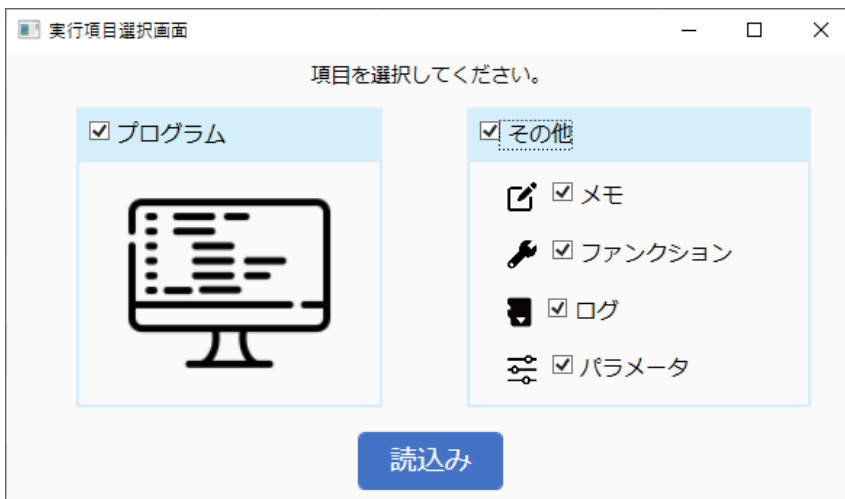 実行項目選択画面
項目を選択してください。
プログラム
その他
メモ
ファンクション
ログ
パラメータ
読込み